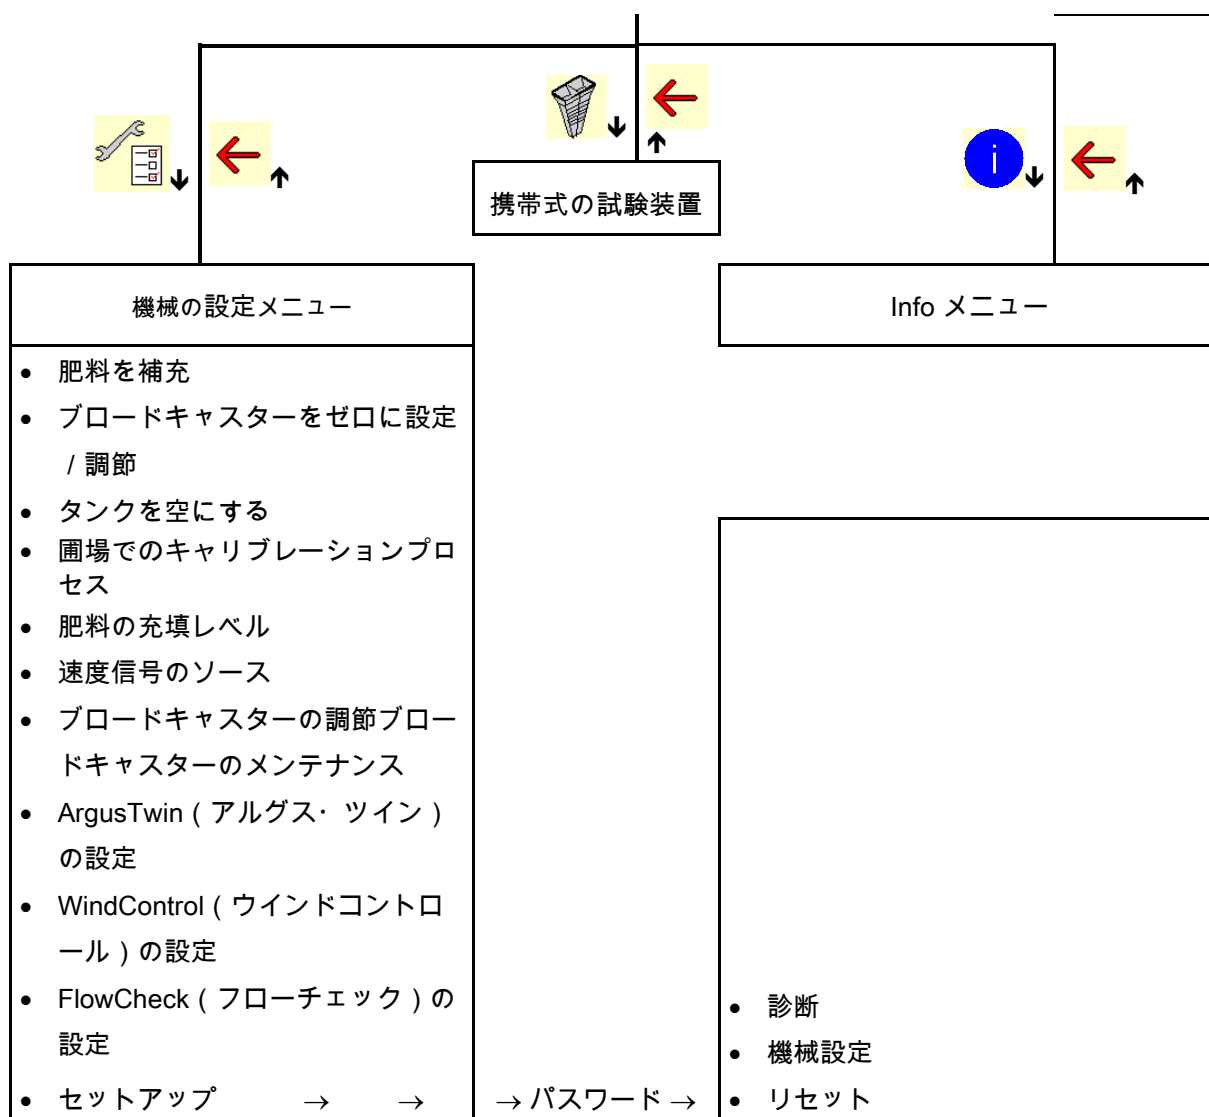 携帯式の試験装置
機械の設定メニュー
Info メニュー
• 肥料を補充
• ブロードキャスターをゼロに設定
/ 調節
• タンクを空にする
• 圃場でのキャリブレーションプロ
セス
• 肥料の充填レベル
• 速度信号のソース
• ブロードキャスターの調節ブロー
ドキャスターのメンテナンス
• ArgusTwin ( アルグス・ ツイン )
の設定
• WindControl ( ウインドコントロ
ール ) の設定
• FlowCheck ( フローチェック ) の
設定
• セットアップ → → → パスワード →
• 診断
• 機械設定
• リセット